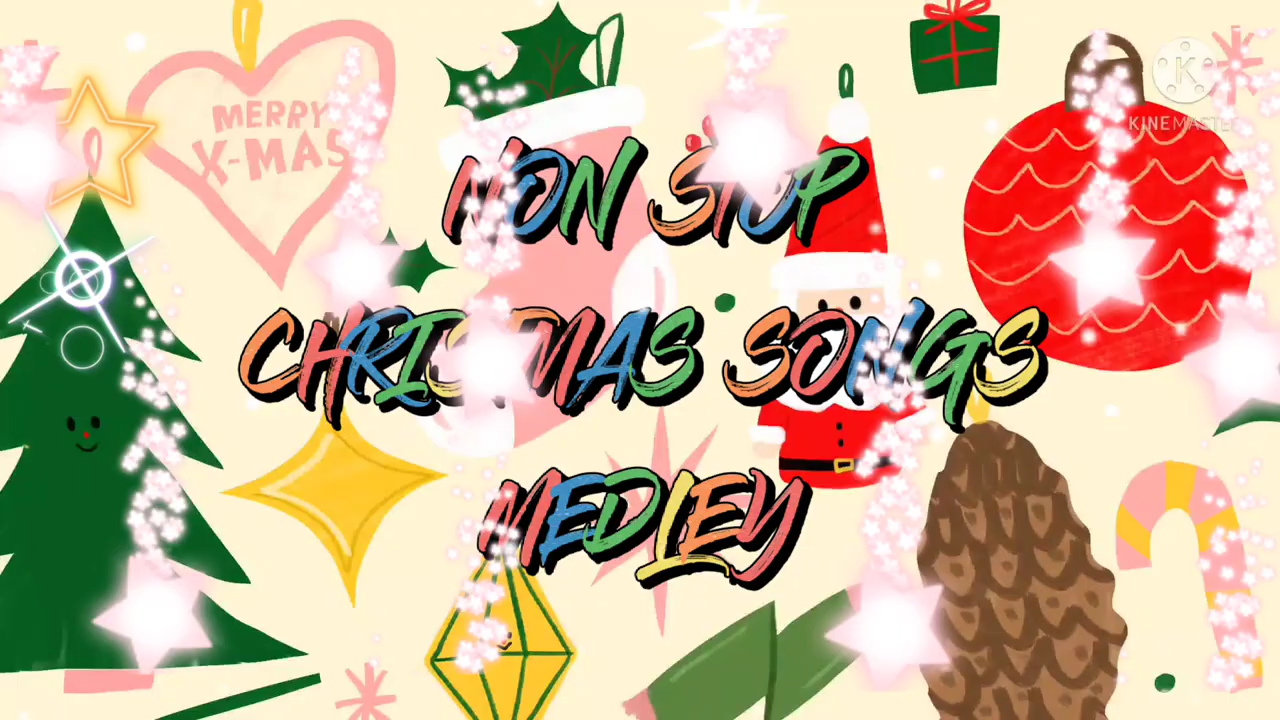 MERRY
X-MAS
K
KINEMASTER
NON STOP
CHRISTMAS SONGS
MEDLEY